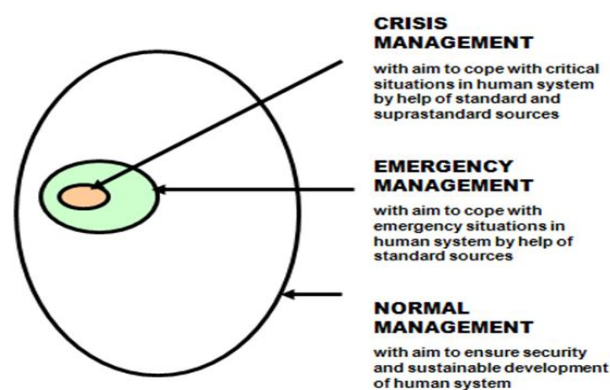 CRISIS
MANAGEMENT
with aim to cope with critical
situations in human system
by help of standard and
suprastandard sources
EMERGENCY
MANAGEMENT
with aim to cope with
emergency situations in
human system by help of
standard sources
NORMAL
MANAGEMENT
with aim to ensure security
and sustainable development
of human system